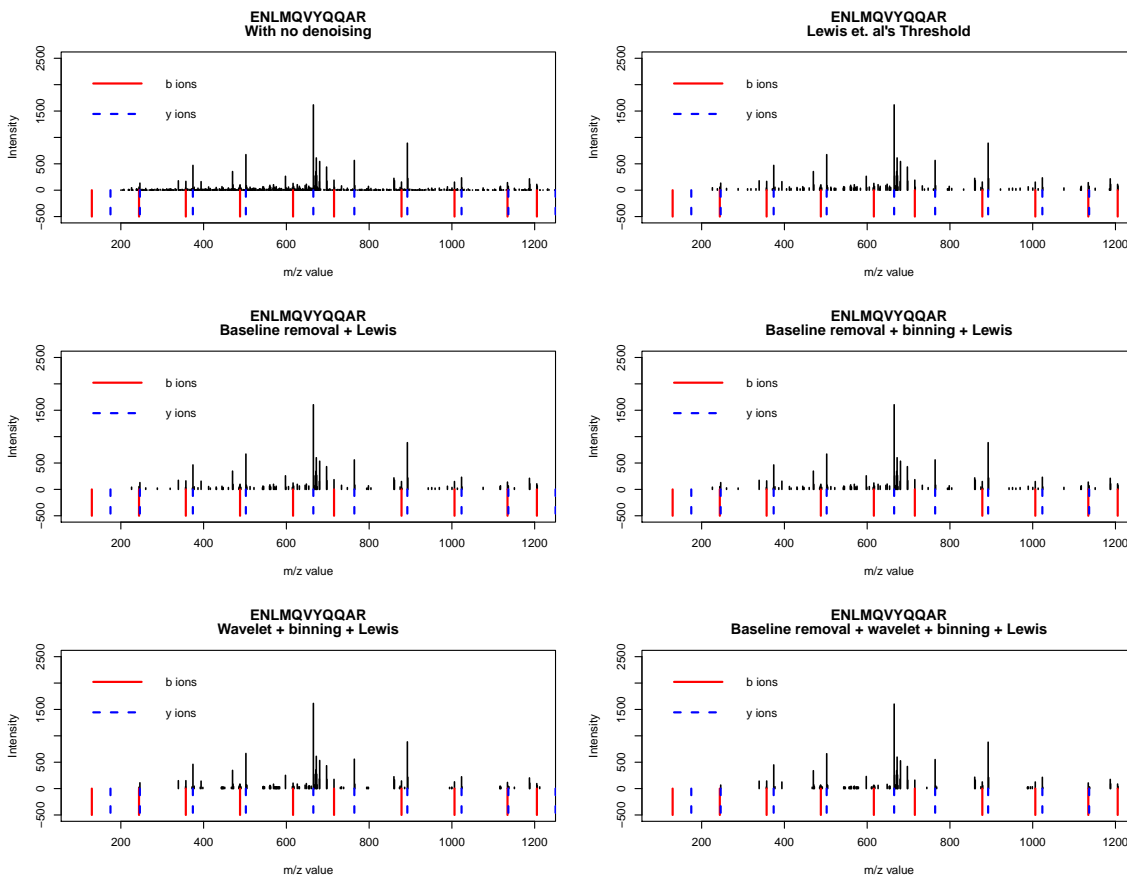 ENLMQVYQQAR
With no denoising
2500
1500
500
0
−500
Intensity
b ions
y ions
200 400 600 800 1000 1200
m/z value
ENLMQVYQQAR
Lewis et. al's Threshold
2500
1500
500
0
−500
Intensity
b ions
y ions
200 400 600 800 1000 1200
m/z value
ENLMQVYQQAR
Baseline removal + Lewis
2500
1500
500
0
−500
Intensity
b ions
y ions
200 400 600 800 1000 1200
m/z value
ENLMQVYQQAR
Baseline removal + binning + Lewis
2500
1500
500
0
−500
Intensity
b ions
y ions
200 400 600 800 1000 1200
m/z value
ENLMQVYQQAR
Wavelet + binning + Lewis
2500
1500
500
0
−500
Intensity
b ions
y ions
200 400 600 800 1000 1200
m/z value
ENLMQVYQQAR
Baseline removal + wavelet + binning + Lewis
2500
1500
500
0
−500
Intensity
b ions
y ions
200 400 600 800 1000 1200
m/z value